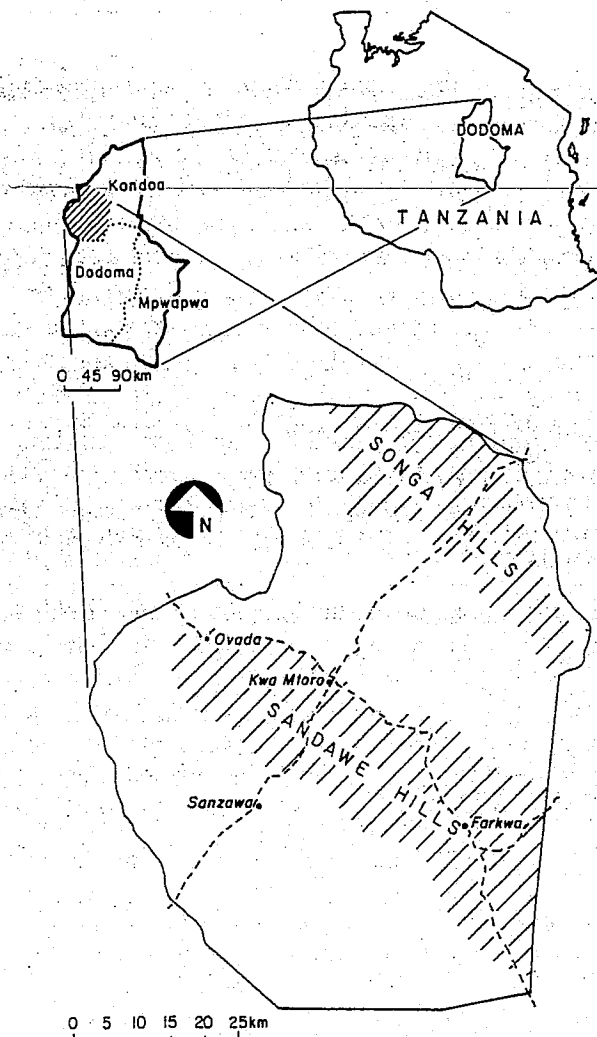 DODOMA
TANZANIA
Kondoa
Dodoma
Mpwapwa
0 45 90km
N
SONGA
HILLS
Ovada
Kwa Mtoro
SANDAWE
HILLS
Sanzawa
Farkwa
0 5 10 15 20 25km